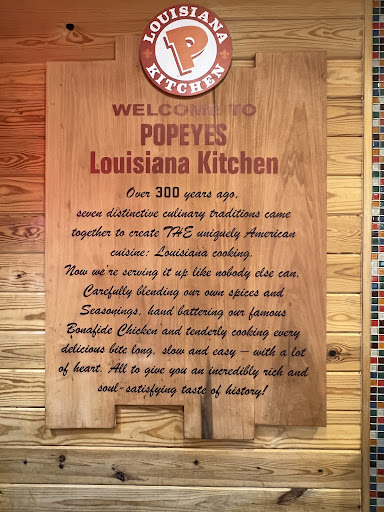 LOUISIANA
P
KITCHEN
WELCOME TO
POPEYES
Louisiana Kitchen
Over 300 years ago,
seven distinctive culinary traditions came
together to create THE uniquely American
cuisine: Louisiana cooking.
Now we're serving it up like nobody else can.
Carefully blending our own spices and
Seasonings, hand battering our famous
Bonafide Chicken and tenderly cooking every
delicious bite long, slow and easy – with a lot
of heart. All to give you an incredibly rich and
soul-satisfying taste of history!